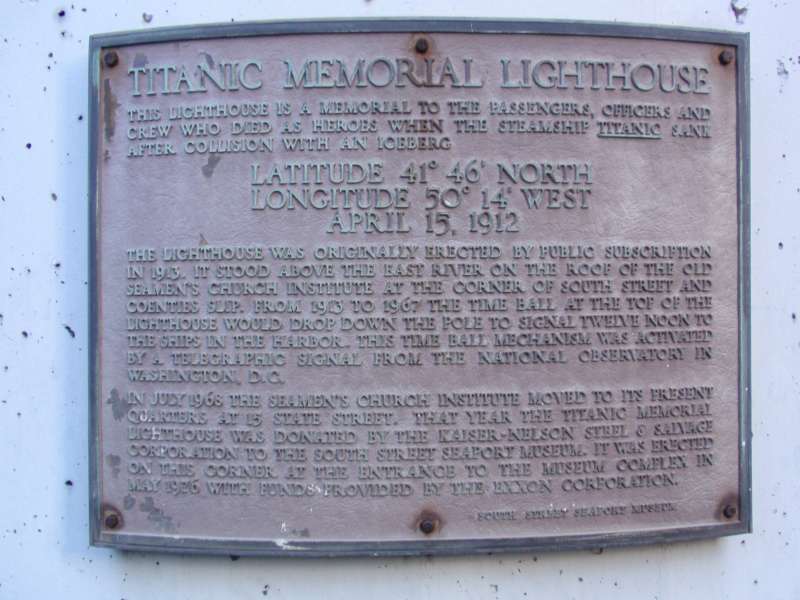 TITANIC MEMORIAL LIGHTHOUSE
THIS LIGHTHOUSE IS A MEMORIAL TO THE PASSENGERS, OFFICERS AND
CREW WHO DIED AS HEROES WHEN THE STEAMSHIP TITANIC SANK
AFTER COLLISION WITH AN ICEBERG
LATITUDE 41° 46' NORTH
LONGITUDE 50° 14' WEST
APRIL 15, 1912
THE LIGHTHOUSE WAS ORIGINALLY ERECTED BY PUBLIC SUBSCRIPTION
IN 1913. IT STOOD ABOVE THE EAST RIVER ON THE ROOF OF THE OLD
SEAMEN'S CHURCH INSTITUTE AT THE CORNER OF SOUTH STREET AND
COENTIES SLIP. FROM 1913 TO 1967 THE TIME BALL AT THE TOP OF THE
LIGHTHOUSE WOULD DROP DOWN THE POLE TO SIGNAL TWELVE NOON TO
THE SHIPS IN THE HARBOR. THIS TIME BALL MECHANISM WAS ACTIVATED
BY A TELEGRAPHIC SIGNAL FROM THE NATIONAL OBSERVATORY IN
WASHINGTON, D.C.
IN JULY 1968 THE SEAMEN'S CHURCH INSTITUTE MOVED TO ITS PRESENT
QUARTERS AT 15 STATE STREET. THAT YEAR THE TITANIC MEMORIAL
LIGHTHOUSE WAS DONATED BY THE KAISER-NELSON STEEL & SALVAGE
CORPORATION TO THE SOUTH STREET SEAPORT MUSEUM. IT WAS ERECTED
ON THIS CORNER AT THE ENTRANCE TO THE MUSEUM COMPLEX IN
MAY 1976 WITH FUNDS PROVIDED BY THE EXXON CORPORATION.
SOUTH STREET SEAPORT MUSEUM